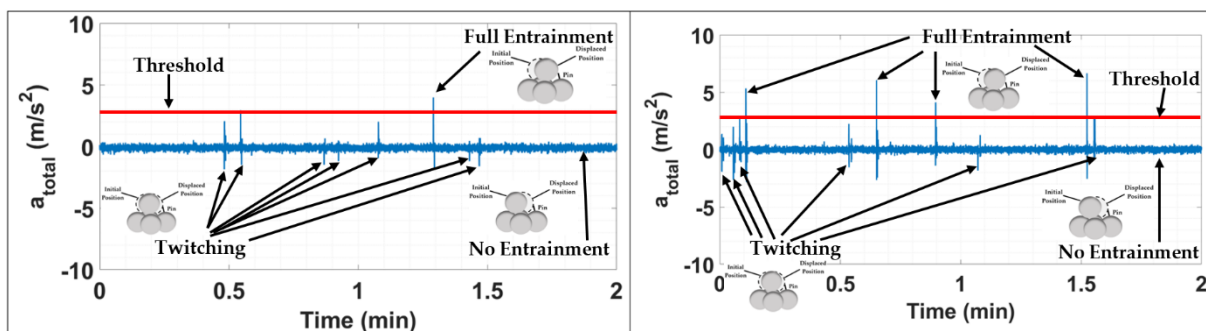 10
5
0
-5
-10
a_total (m/s²)
Threshold
Full Entrainment
Initial Position
Displaced Position
Pin
Initial Position
Displaced Position
Pin
Initial Position
Displaced Position
Pin
Twitching
No Entrainment
0
0.5
1
1.5
2
Time (min)
10
5
0
-5
-10
a_total (m/s²)
Full Entrainment
Initial Position
Displaced Position
Pin
Threshold
Initial Position
Displaced Position
Pin
Twitching
No Entrainment
Initial Position
Displaced Position
Pin
0
0.5
1
1.5
2
Time (min)